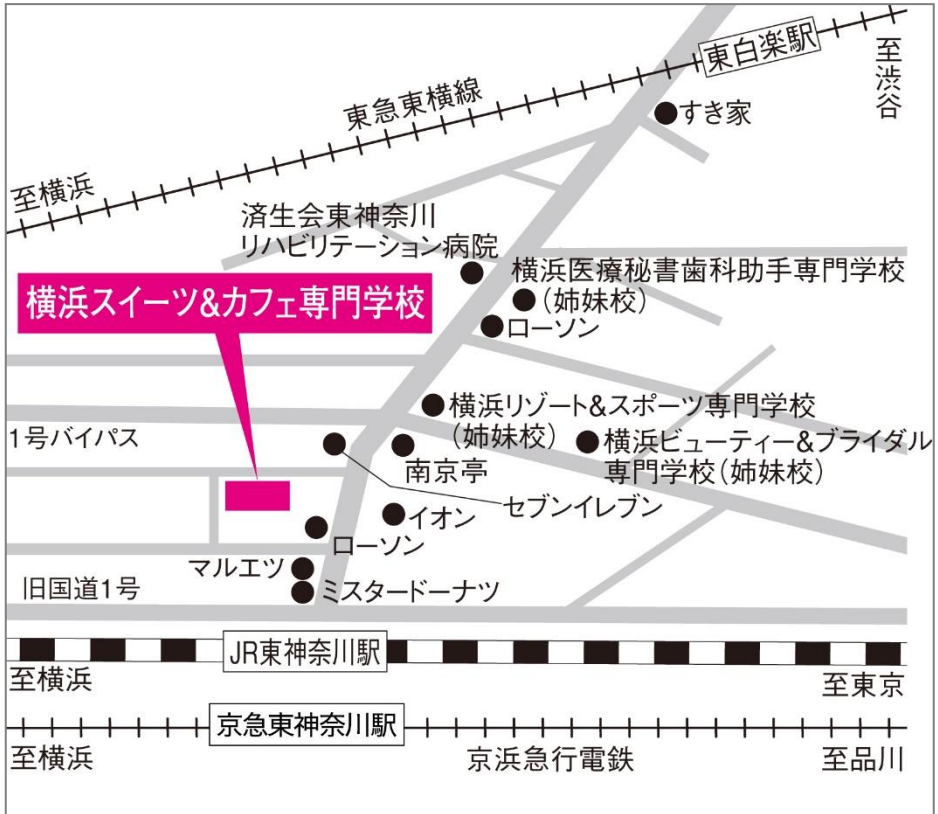 東白楽駅
至渋谷
すき家
東急東横線
至横浜
済生会東神奈川
リハビリテーション病院
横浜医療秘書歯科助手専門学校
(姉妹校)
ローソン
横浜スイーツ&カフェ専門学校
横浜リゾート&スポーツ専門学校
(姉妹校)
1号バイパス
横浜ビューティー&ブライダル
専門学校(姉妹校)
南京亭
セブンイレブン
イオン
ローソン
マルエツ
旧国道1号
ミスタードーナツ
JR東神奈川駅
至横浜
至東京
京急東神奈川駅
至横浜
京浜急行電鉄
至品川